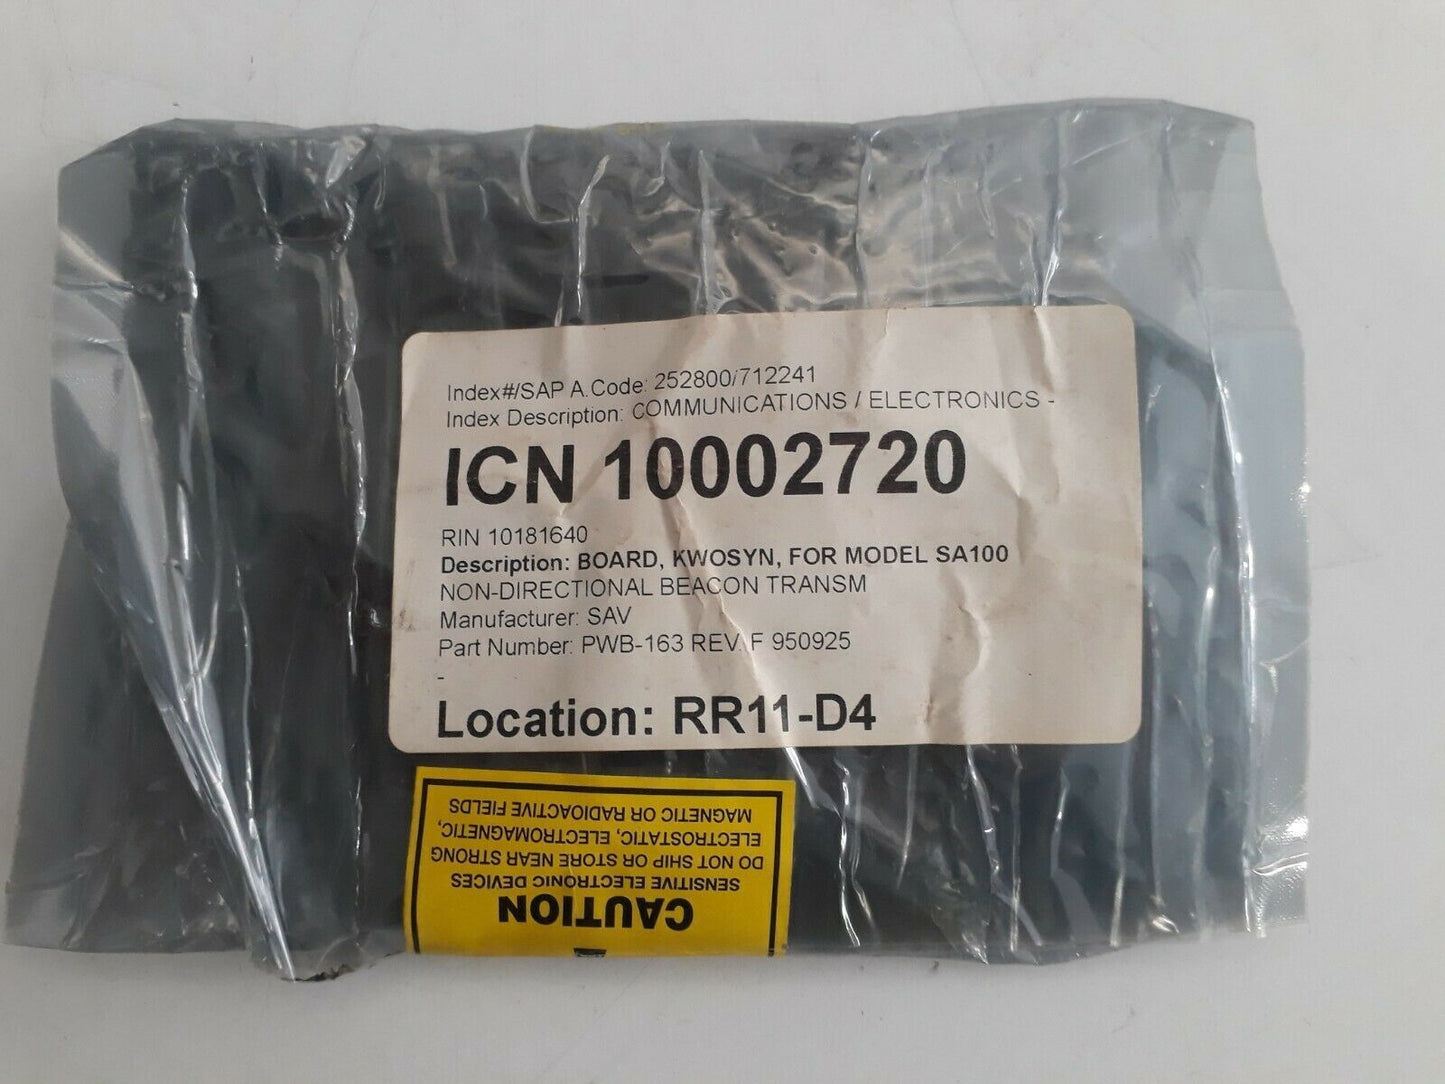 Index#/SAP A.Code: 252800/712241
Index Description: COMMUNICATIONS / ELECTRONICS -
ICN 10002720
RIN 10181640
Description: BOARD, KWOSYN, FOR MODEL SA100
NON-DIRECTIONAL BEACON TRANSM
Manufacturer: SAV
Part Number: PWB-163 REV. F 950925
-
Location: RR11-D4
CAUTION
SENSITIVE ELECTRONIC DEVICES
DO NOT SHIP OR STORE NEAR STRONG
ELECTROSTATIC, ELECTROMAGNETIC,
MAGNETIC OR RADIOACTIVE FIELDS